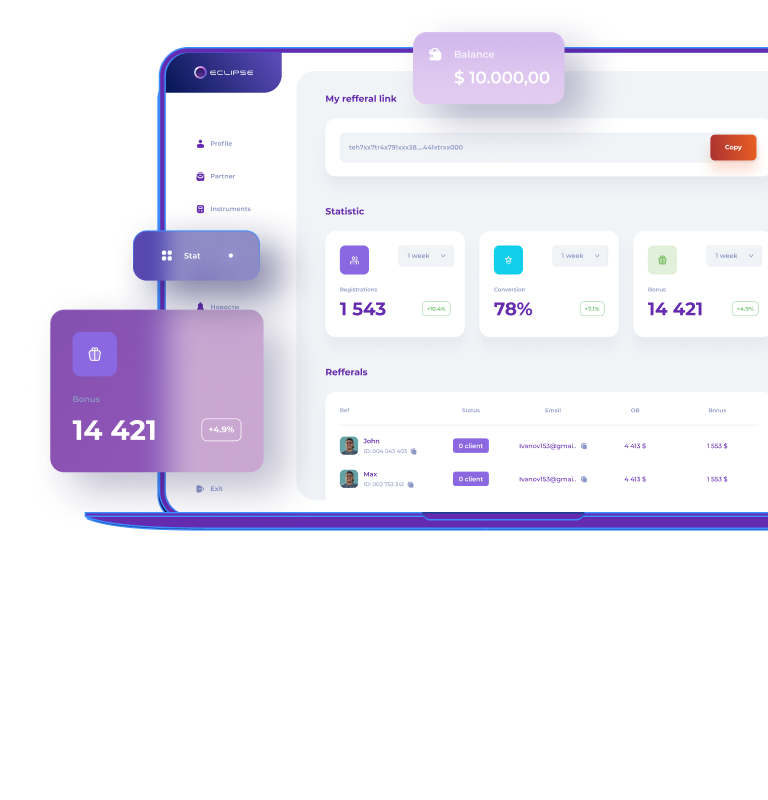 Balance
$ 10.000,00
ECLIPSE
My refferal link
teh7xx7tr4x791xxx38....441xtrxx000
Copy
Profile
Partner
Instruments
Stat
Новости
Exit
Statistic
1 week
Registrations
1 543
+10.4%
1 week
Conversion
78%
+7.1%
1 week
Bonus
14 421
+4.9%
Bonus
14 421
+4.9%
Refferals
Ref Status Email OB Bonus
John
ID: 004 043 403
0 client Ivanov153@gmai.. 4 413 $ 1 553 $
Max
ID: 002 753 341
0 client Ivanov153@gmai.. 4 413 $ 1 553 $